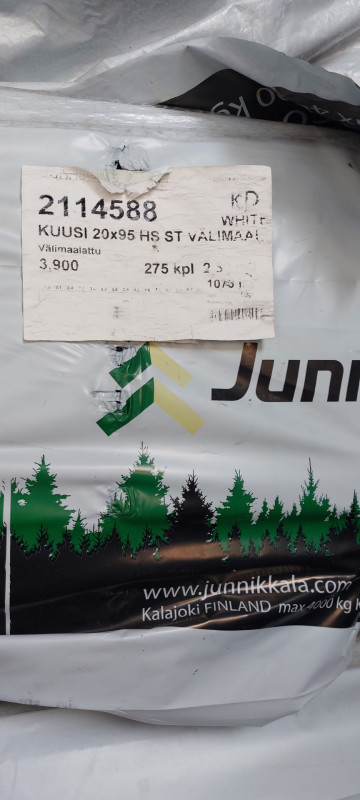 2114588
KD
WHITE
KUUSI 20x95 HS ST VÄLIMAAL
Välimaalattu
3,900 275 kpl
Junni
www.junnikkala.com
Kalajoki FINLAND max 4000 kg